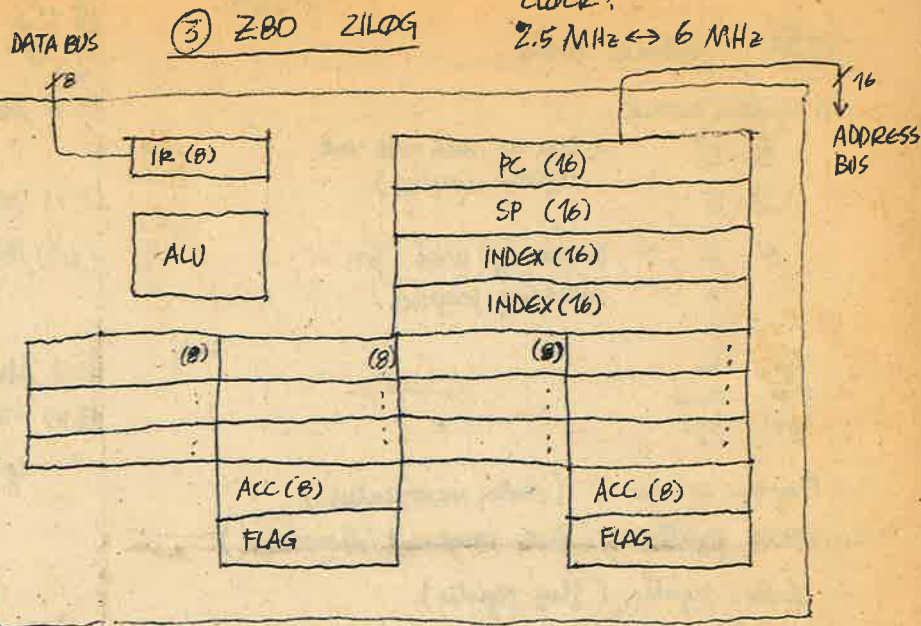 CLOCK:
DATA BUS
③ Z80 ZILOG
2.5 MHz ↔ 6 MHz
8
16
ADDRESS
BUS
IR (8)
PC (16)
SP (16)
ALU
INDEX (16)
INDEX (16)
(8) (8) (8)
ACC (8) ACC (8)
FLAG FLAG